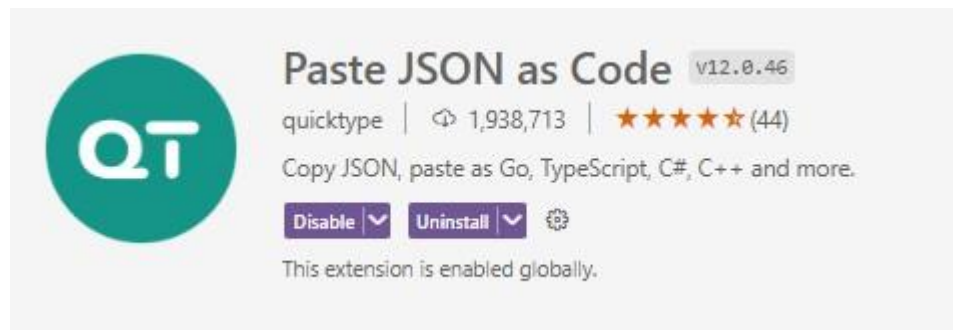 QT
Paste JSON as Code v12.0.46
quicktype | 1,938,713 | (44)
Copy JSON, paste as Go, TypeScript, C#, C++ and more.
Disable Uninstall
This extension is enabled globally.